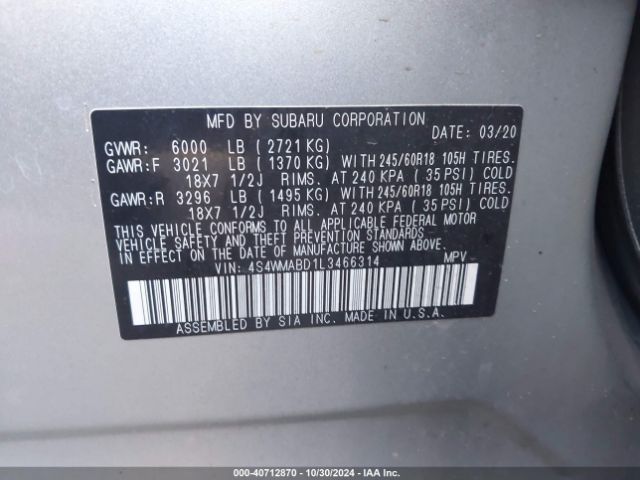 MFD BY SUBARU CORPORATION
DATE: 03/20
GVWR: 6000 LB (2721 KG)
GAWR:F 3021 LB (1370 KG) WITH 245/60R18 105H TIRES.
18X7 1/2J RIMS. AT 240 KPA (35 PSI) COLD
GAWR:R 3296 LB (1495 KG) WITH 245/60R18 105H TIRES.
18X7 1/2J RIMS. AT 240 KPA (35 PSI) COLD
THIS VEHICLE CONFORMS TO ALL APPLICABLE FEDERAL MOTOR
VEHICLE SAFETY AND THEFT PREVENTION STANDARDS
IN EFFECT ON THE DATE OF MANUFACTURE SHOWN ABOVE.
VIN: 4S4WMABD1L3466314 MPV
ASSEMBLED BY SIA INC. MADE IN U.S.A.
000-40712870 • 10/30/2024 • IAA Inc.